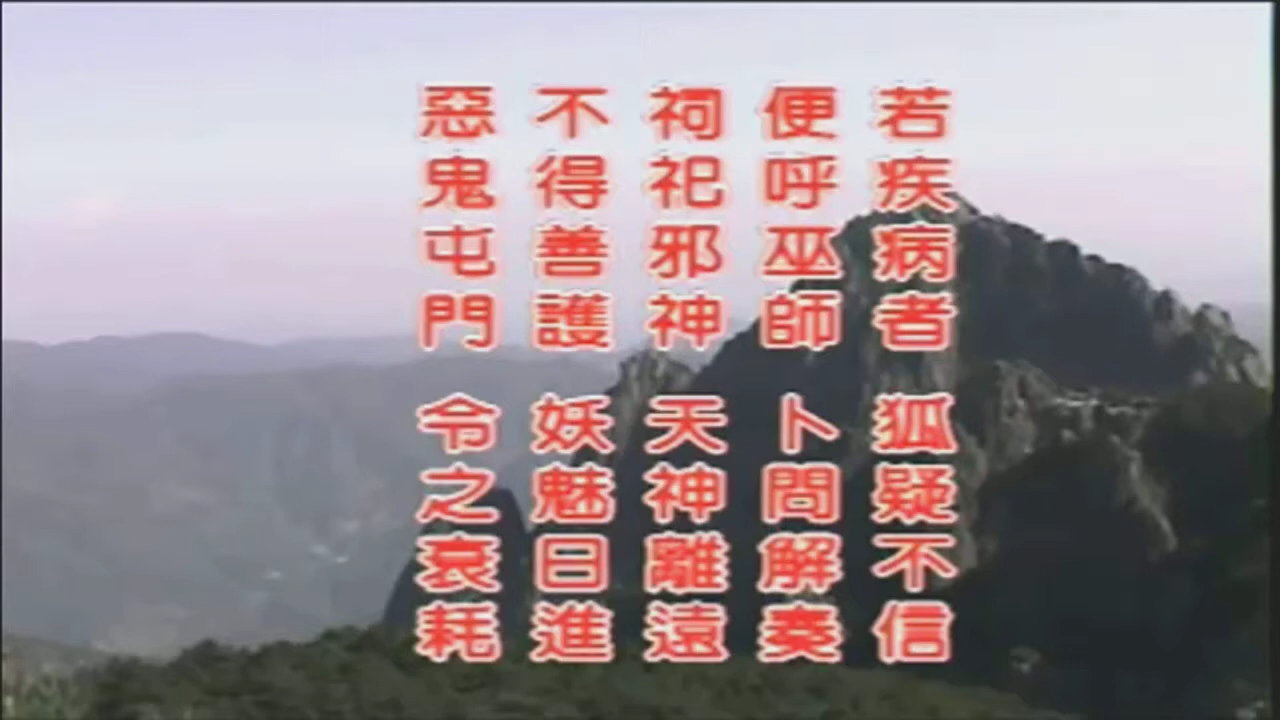 若疾病者 狐疑不信
便呼巫師 卜問解奏
祠祀邪神 天神離遠
不得善護 妖魅日進
惡鬼屯門 令之衰耗